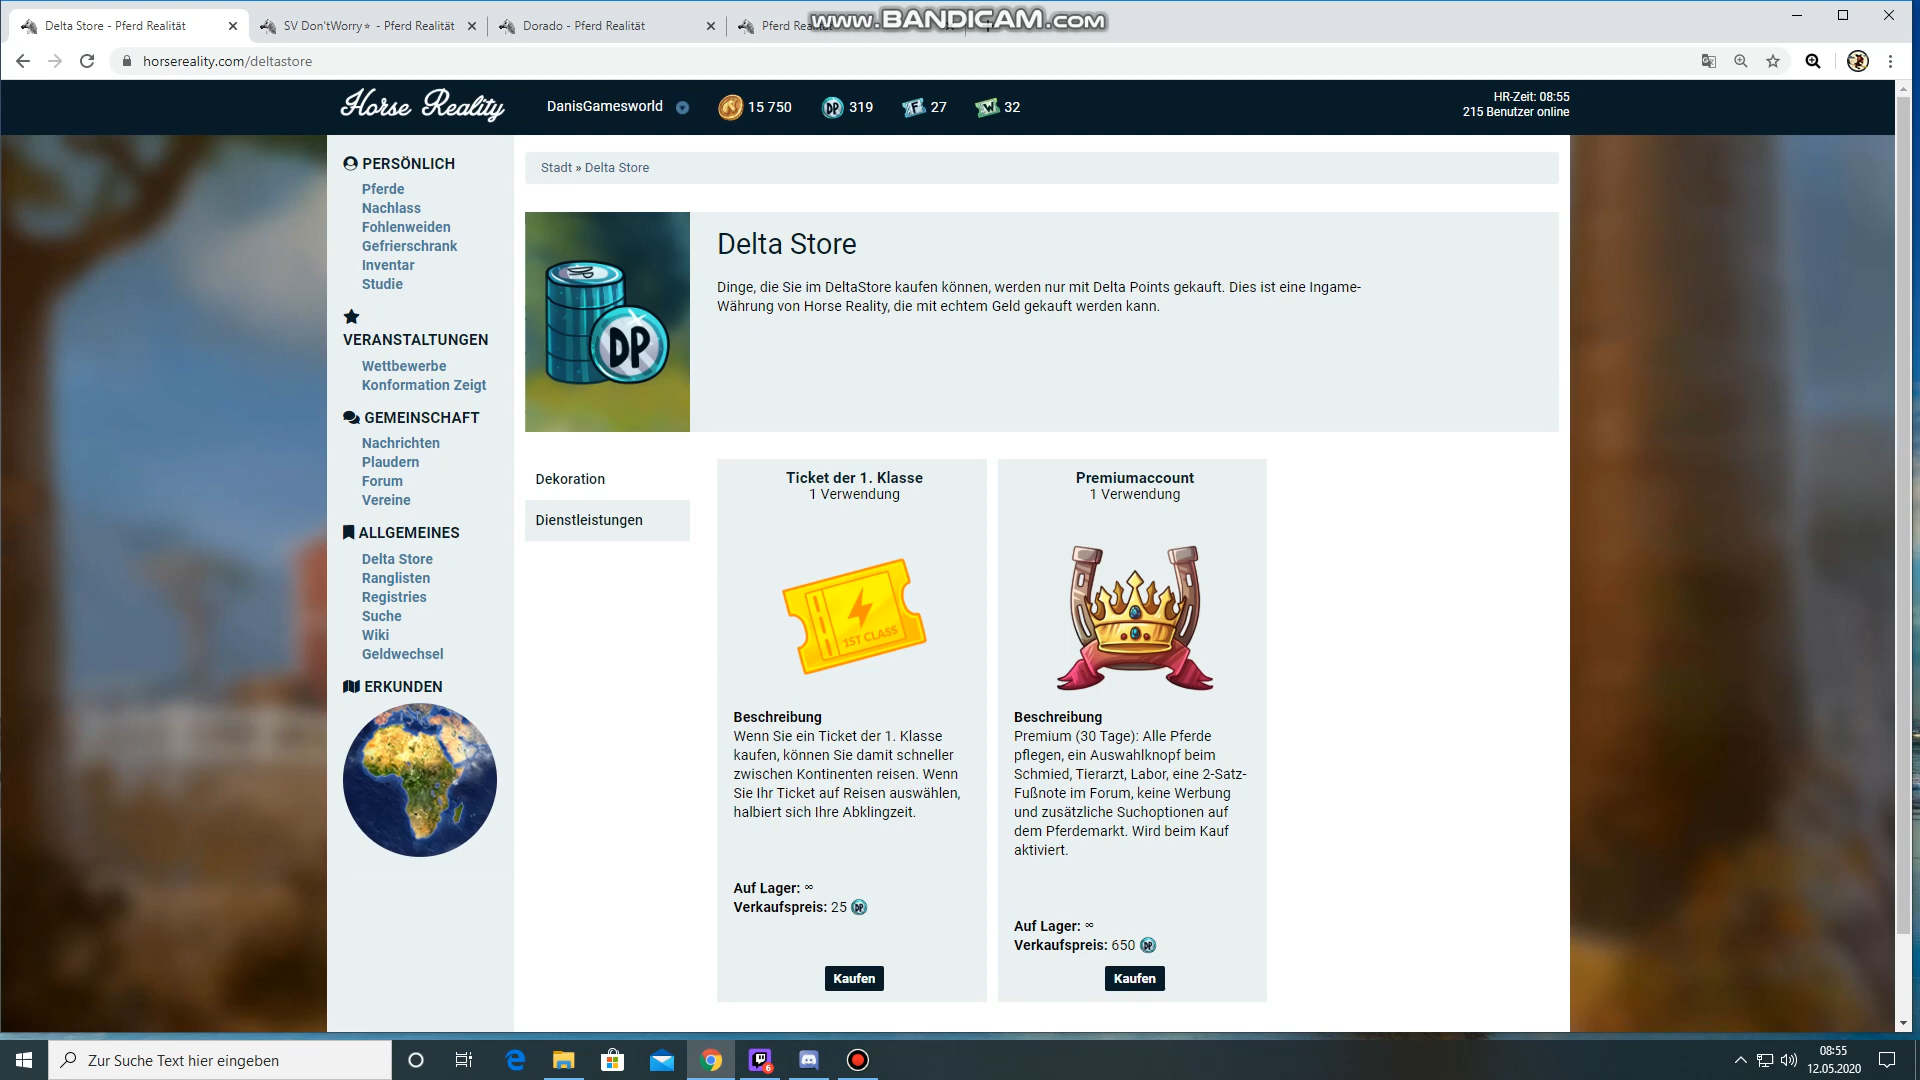 Delta Store - Pferd Realität
SV Don'tWorry⭐ - Pferd Realität
Dorado - Pferd Realität
Pferd
www.BANDICAM.com
horsereality.com/deltastore
Horse Reality
DanisGamesworld
15 750
DP 319
F 27
W 32
HR-Zeit: 08:55
215 Benutzer online
PERSÖNLICH
Pferde
Nachlass
Fohlenweiden
Gefrierschrank
Inventar
Studie
VERANSTALTUNGEN
Wettbewerbe
Konformation Zeigt
GEMEINSCHAFT
Nachrichten
Plaudern
Forum
Vereine
ALLGEMEINES
Delta Store
Ranglisten
Registries
Suche
Wiki
Geldwechsel
ERKUNDEN
Stadt » Delta Store
DP
Delta Store
Dinge, die Sie im DeltaStore kaufen können, werden nur mit Delta Points gekauft. Dies ist eine Ingame-
Währung von Horse Reality, die mit echtem Geld gekauft werden kann.
Dekoration
Dienstleistungen
Ticket der 1. Klasse
1 Verwendung
1ST CLASS
Beschreibung
Wenn Sie ein Ticket der 1. Klasse
kaufen, können Sie damit schneller
zwischen Kontinenten reisen. Wenn
Sie Ihr Ticket auf Reisen auswählen,
halbiert sich Ihre Abklingzeit.
Auf Lager: ∞
Verkaufspreis: 25 DP
Kaufen
Premiumaccount
1 Verwendung
Beschreibung
Premium (30 Tage): Alle Pferde
pflegen, ein Auswahlknopf beim
Schmied, Tierarzt, Labor, eine 2-Satz-
Fußnote im Forum, keine Werbung
und zusätzliche Suchoptionen auf
dem Pferdemarkt. Wird beim Kauf
aktiviert.
Auf Lager: ∞
Verkaufspreis: 650 DP
Kaufen
Zur Suche Text hier eingeben
6
08:55
12.05.2020